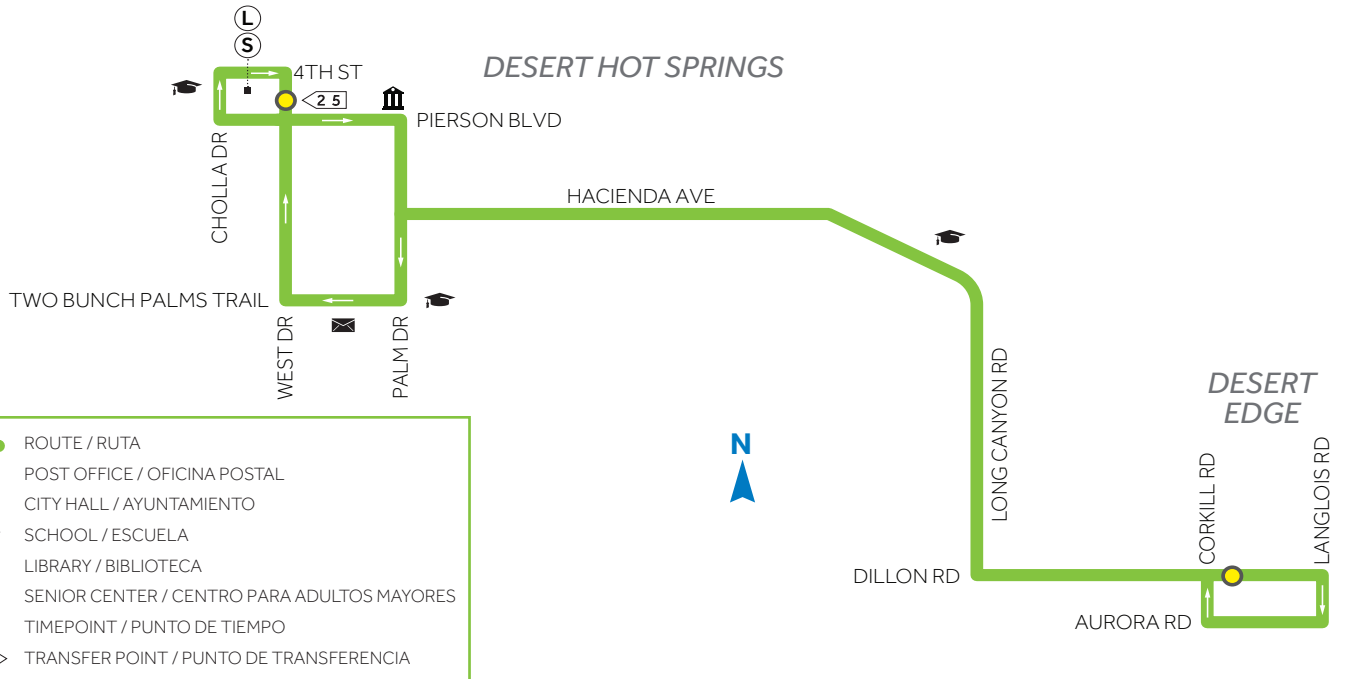 L
S
4TH ST
DESERT HOT SPRINGS
2 5
PIERSON BLVD
CHOLLA DR
HACIENDA AVE
TWO BUNCH PALMS TRAIL
WEST DR
PALM DR
LONG CANYON RD
DESERT
EDGE
N
CORKILL RD
LANGLOIS RD
DILLON RD
AURORA RD
ROUTE / RUTA
POST OFFICE / OFICINA POSTAL
CITY HALL / AYUNTAMIENTO
SCHOOL / ESCUELA
LIBRARY / BIBLIOTECA
SENIOR CENTER / CENTRO PARA ADULTOS MAYORES
TIMEPOINT / PUNTO DE TIEMPO
TRANSFER POINT / PUNTO DE TRANSFERENCIA